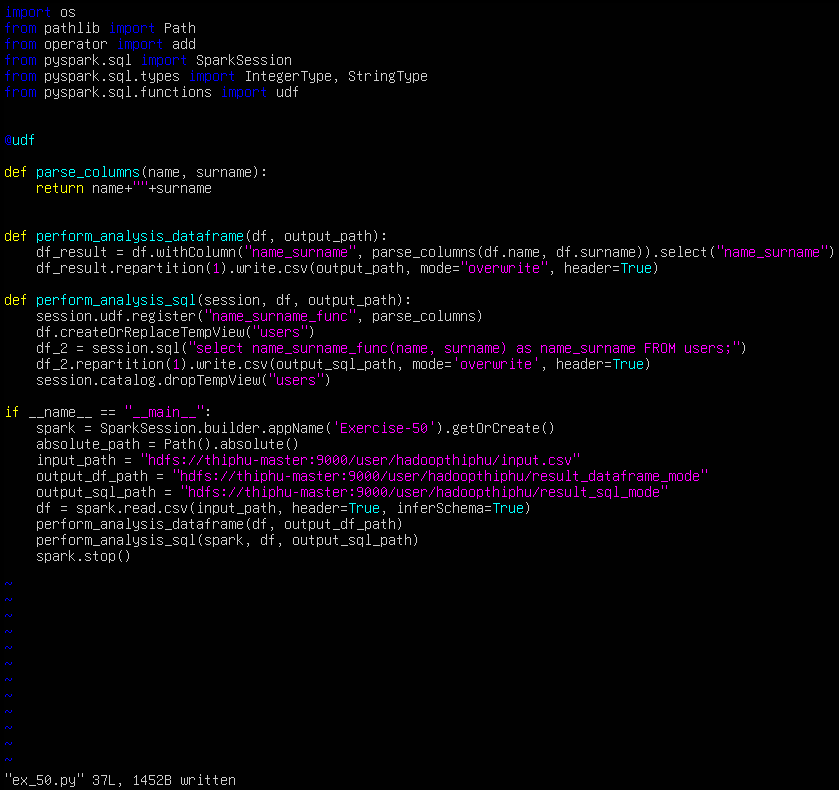 import os
from pathlib import Path
from operator import add
from pyspark.sql import SparkSession
from pyspark.sql.types import IntegerType, StringType
from pyspark.sql.functions import udf
@udf
def parse_columns(name, surname):
    return name+""+surname
def perform_analysis_dataframe(df, output_path):
    df_result = df.withColumn("name_surname", parse_columns(df.name, df.surname)).select("name_surname")
    df_result.repartition(1).write.csv(output_path, mode="overwrite", header=True)
def perform_analysis_sql(session, df, output_path):
    session.udf.register("name_surname_func", parse_columns)
    df.createOrReplaceTempView("users")
    df_2 = session.sql("select name_surname_func(name, surname) as name_surname FROM users;")
    df_2.repartition(1).write.csv(output_sql_path, mode='overwrite', header=True)
    session.catalog.dropTempView("users")
if __name__ == "__main__":
    spark = SparkSession.builder.appName('Exercise-50').getOrCreate()
    absolute_path = Path().absolute()
    input_path = "hdfs://thiphu-master:9000/user/hadoopthiphu/input.csv"
    output_df_path = "hdfs://thiphu-master:9000/user/hadoopthiphu/result_dataframe_mode"
    output_sql_path = "hdfs://thiphu-master:9000/user/hadoopthiphu/result_sql_mode"
    df = spark.read.csv(input_path, header=True, inferSchema=True)
    perform_analysis_dataframe(df, output_df_path)
    perform_analysis_sql(spark, df, output_sql_path)
    spark.stop()
~
~
~
~
~
~
~
~
~
~
~
~
"ex_50.py" 37L, 1452B written